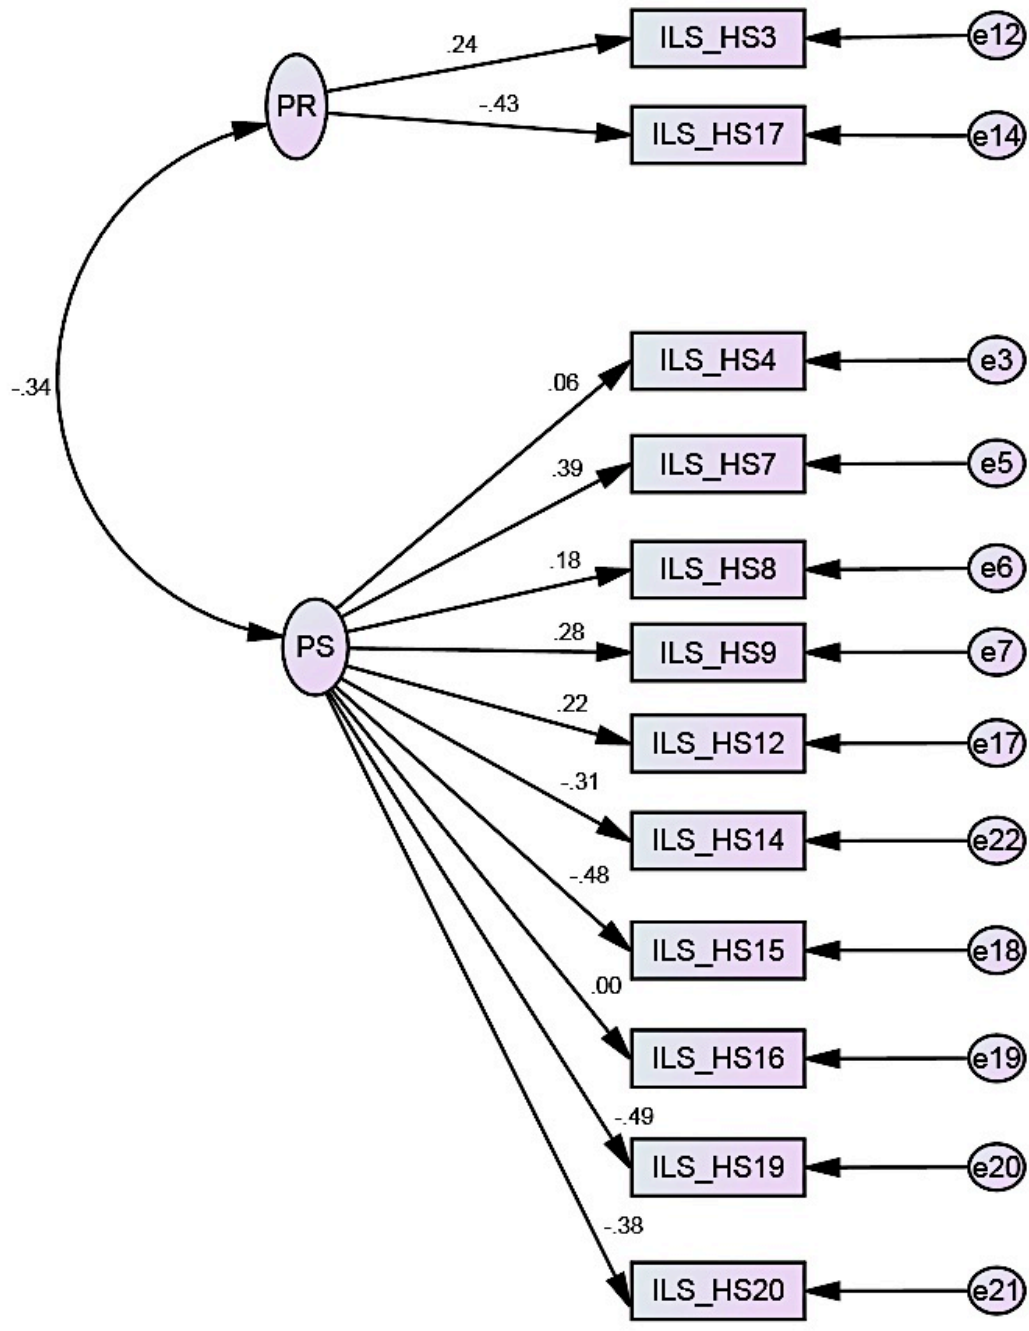 .24
ILS_HS3
e12
PR
-.43
ILS_HS17
e14
-.34
.06
ILS_HS4
e3
.39
ILS_HS7
e5
.18
ILS_HS8
e6
PS
.28
ILS_HS9
e7
.22
ILS_HS12
e17
-.31
ILS_HS14
e22
-.48
ILS_HS15
e18
.00
ILS_HS16
e19
-.49
ILS_HS19
e20
-.38
ILS_HS20
e21